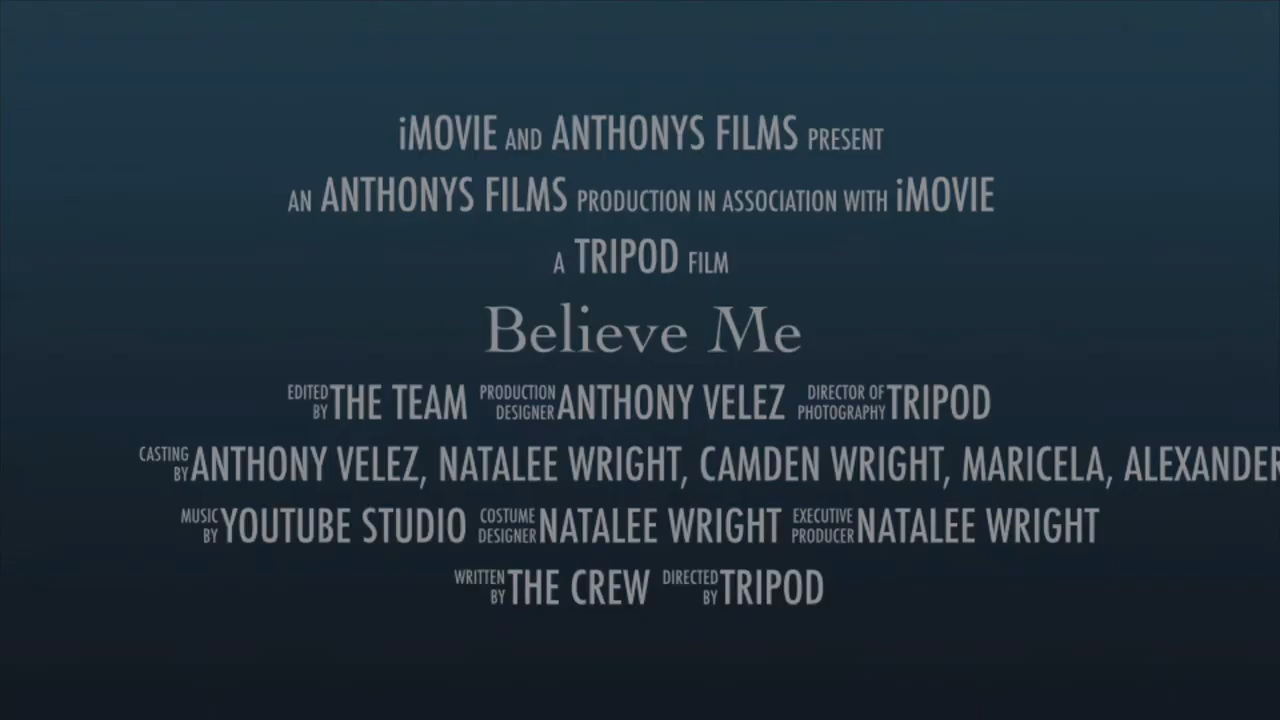 iMOVIE AND ANTHONYS FILMS PRESENT
AN ANTHONYS FILMS PRODUCTION IN ASSOCIATION WITH iMOVIE
A TRIPOD FILM
Believe Me
EDITED BY THE TEAM PRODUCTION DESIGNER ANTHONY VELEZ DIRECTOR OF PHOTOGRAPHY TRIPOD
CASTING BY ANTHONY VELEZ, NATALEE WRIGHT, CAMDEN WRIGHT, MARICELA, ALEXANDER
MUSIC BY YOUTUBE STUDIO COSTUME DESIGNER NATALEE WRIGHT EXECUTIVE PRODUCER NATALEE WRIGHT
WRITTEN BY THE CREW DIRECTED BY TRIPOD